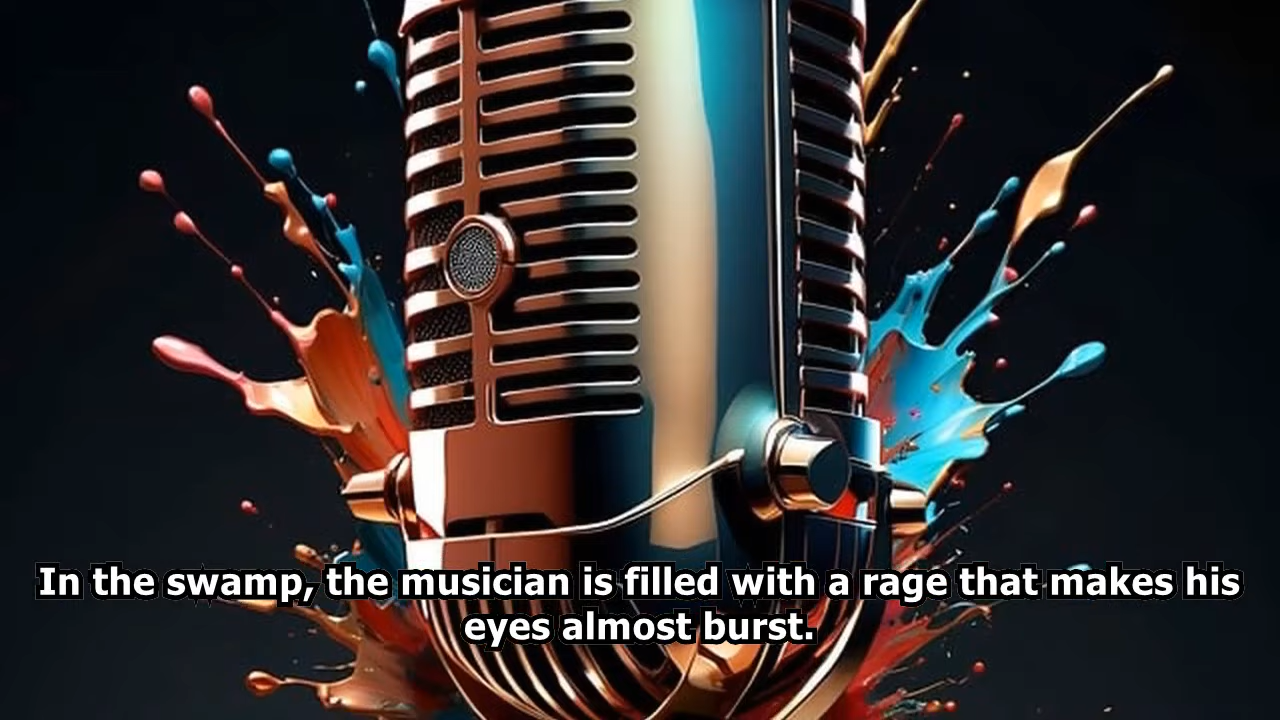 In the swamp, the musician is filled with a rage that makes his
eyes almost burst.